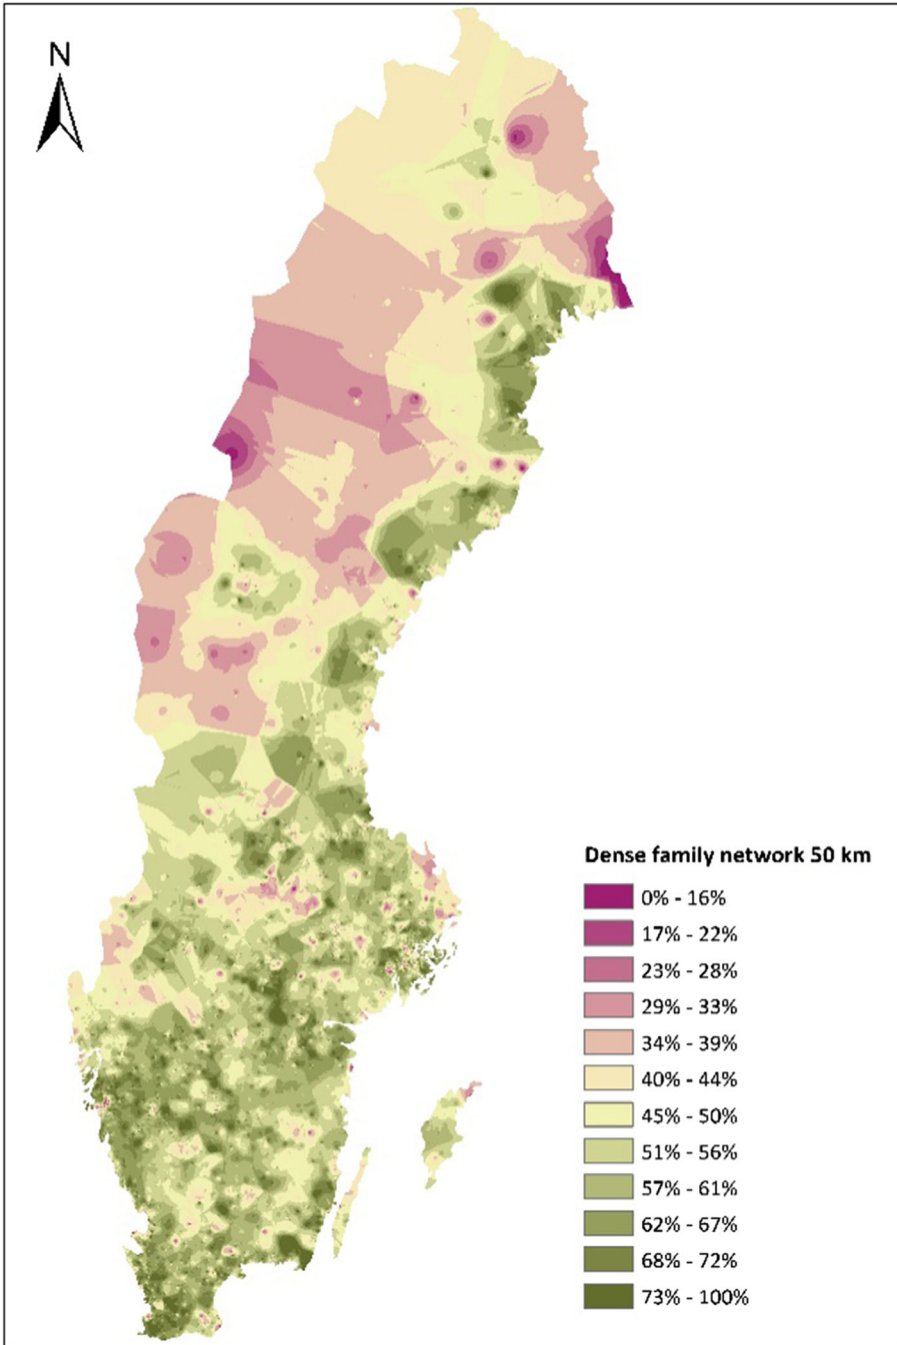 N
Dense family network 50 km
0% - 16%
17% - 22%
23% - 28%
29% - 33%
34% - 39%
40% - 44%
45% - 50%
51% - 56%
57% - 61%
62% - 67%
68% - 72%
73% - 100%